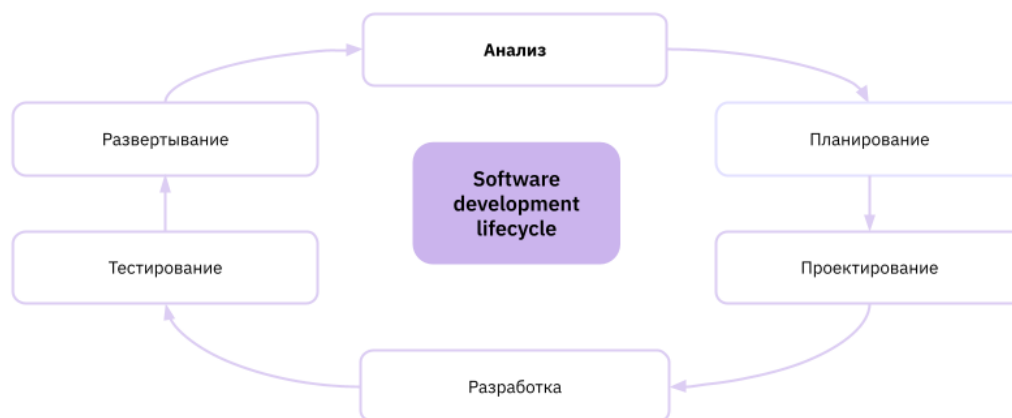 Анализ
Развертывание
Планирование
Software
development
lifecycle
Тестирование
Проектирование
Разработка